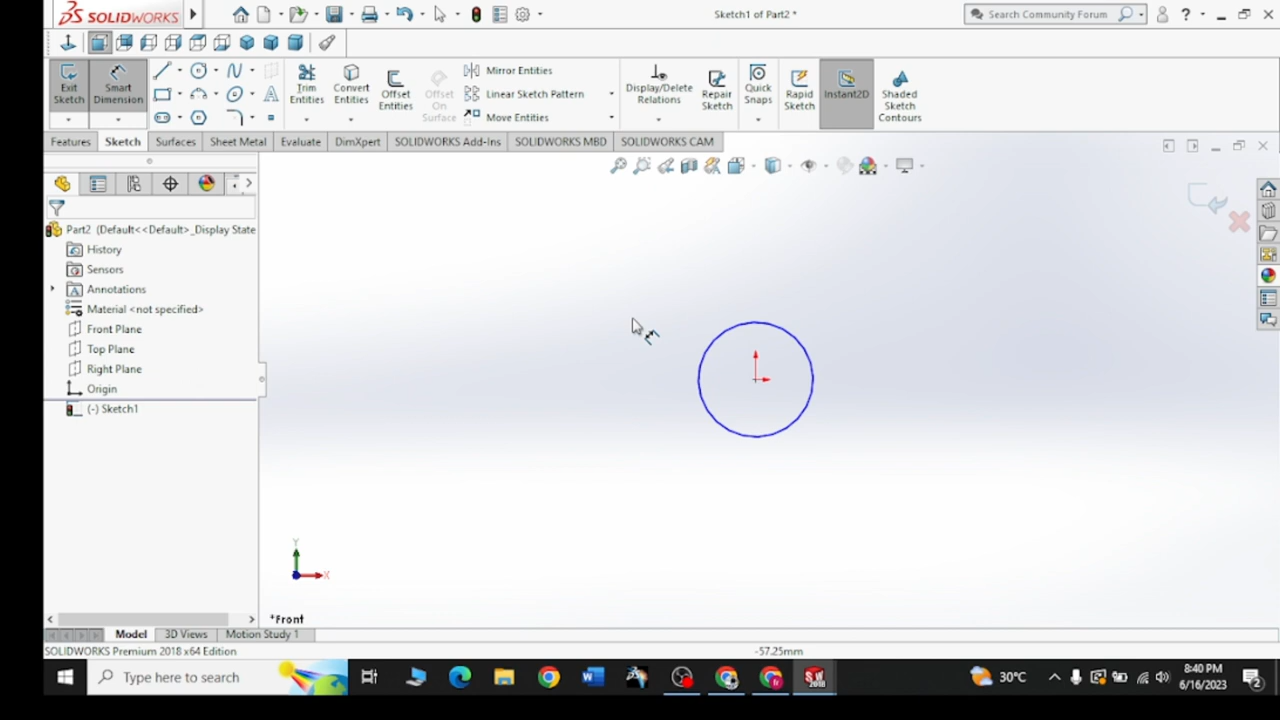 SOLIDWORKS
Sketch1 of Part2 *
Search Community Forum
?
Exit Sketch
Smart Dimension
Trim Entities
Convert Entities
Offset Entities
Offset On Surface
Mirror Entities
Linear Sketch Pattern
Move Entities
Display/Delete Relations
Repair Sketch
Quick Snaps
Rapid Sketch
Instant2D
Shaded Sketch Contours
Features
Sketch
Surfaces
Sheet Metal
Evaluate
DimXpert
SOLIDWORKS Add-Ins
SOLIDWORKS MBD
SOLIDWORKS CAM
Part2 (Default<<Default>_Display State
History
Sensors
Annotations
Material <not specified>
Front Plane
Top Plane
Right Plane
Origin
(-) Sketch1
Y
X
*Front
Model
3D Views
Motion Study 1
SOLIDWORKS Premium 2018 x64 Edition
-57.25mm
Type here to search
30°C
8:40 PM
6/16/2023
2